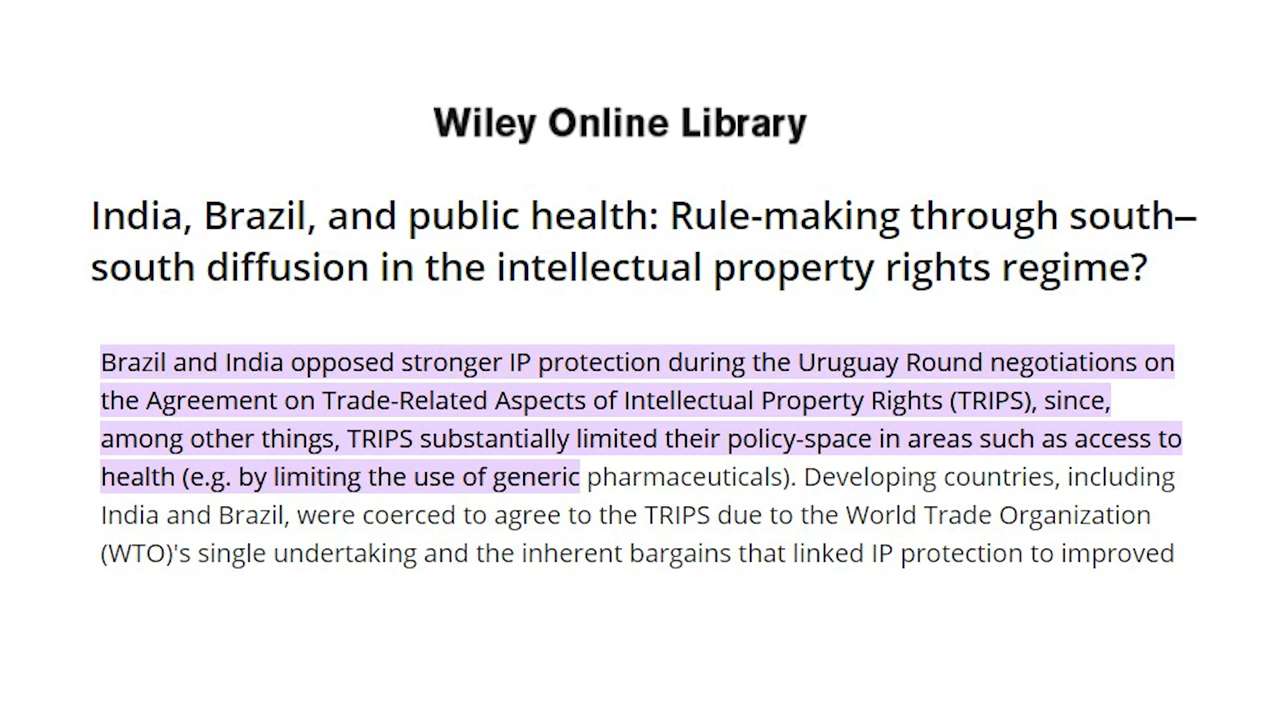 Wiley Online Library
India, Brazil, and public health: Rule-making through south–
south diffusion in the intellectual property rights regime?
Brazil and India opposed stronger IP protection during the Uruguay Round negotiations on
the Agreement on Trade-Related Aspects of Intellectual Property Rights (TRIPS), since,
among other things, TRIPS substantially limited their policy-space in areas such as access to
health (e.g. by limiting the use of generic pharmaceuticals). Developing countries, including
India and Brazil, were coerced to agree to the TRIPS due to the World Trade Organization
(WTO)'s single undertaking and the inherent bargains that linked IP protection to improved